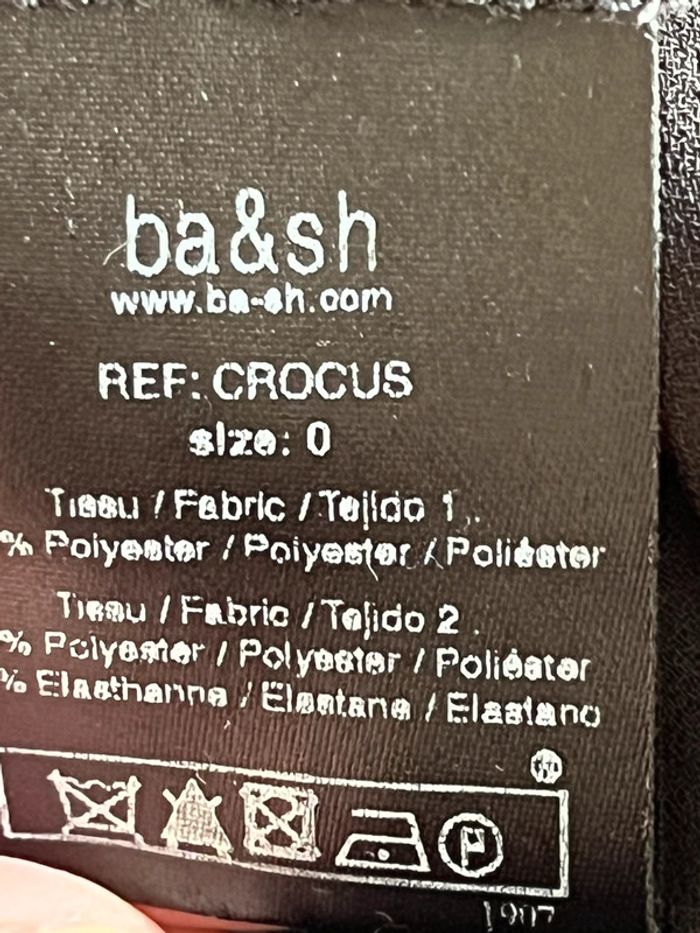 ba&sh
www.ba-sh.com
REF: CROCUS
size: 0
Tissu / Fabric / Tejido 1
% Polyester / Polyester / Poliéster
Tissu / Fabric / Tejido 2
% Polyester / Polyester / Poliéster
% Elasthanne / Elastane / Elastano
P
1907